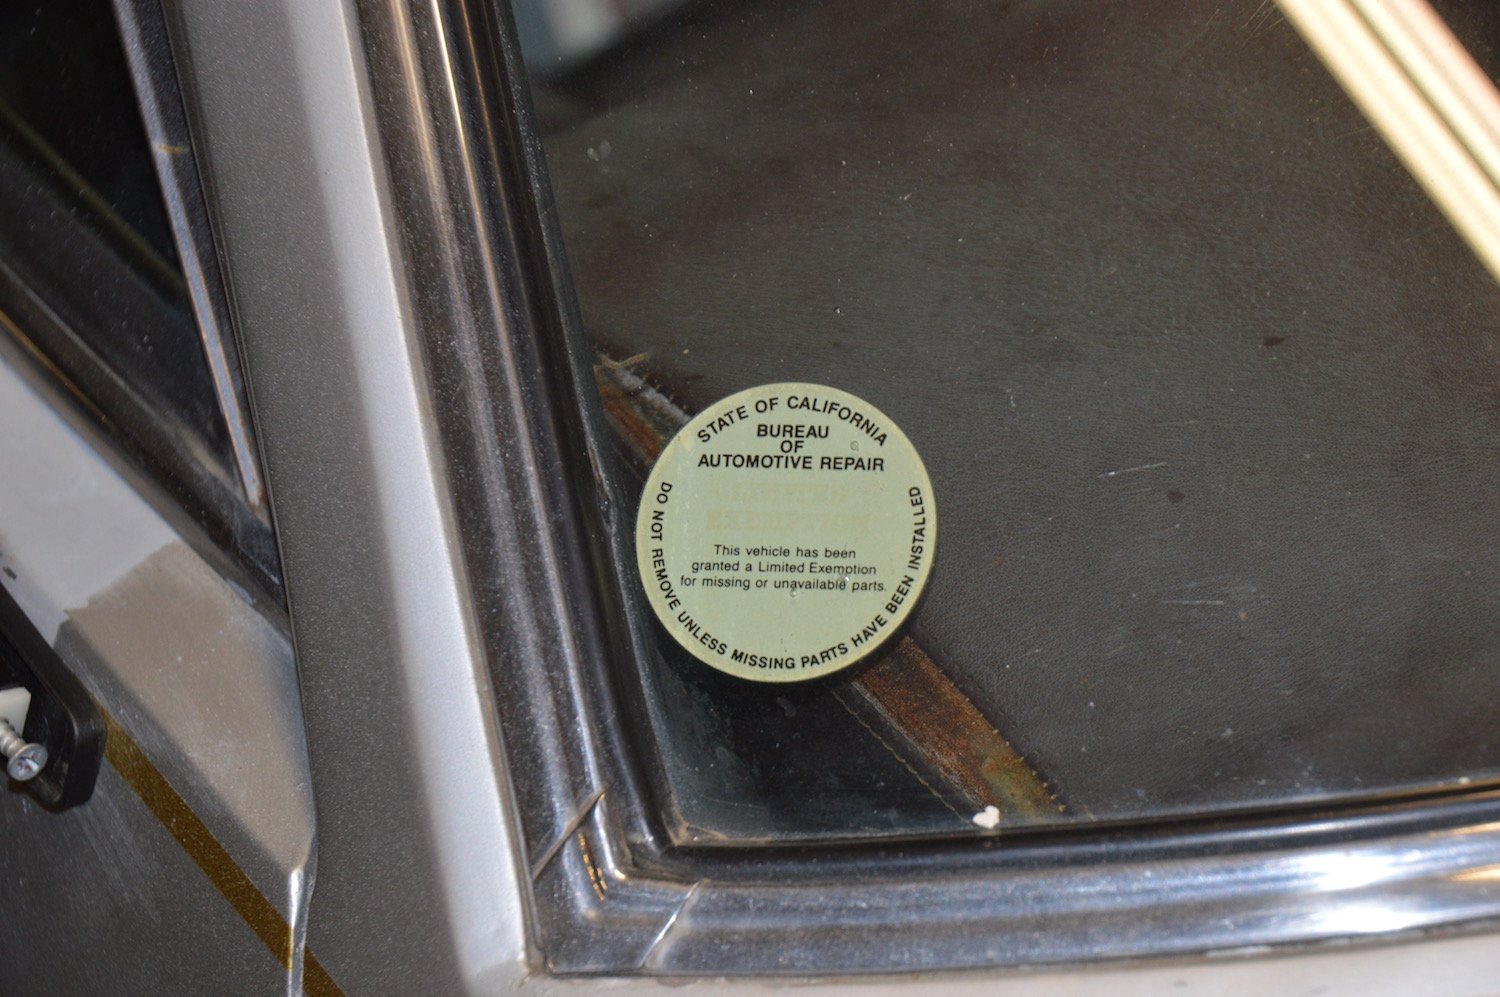 STATE OF CALIFORNIA
BUREAU
OF
AUTOMOTIVE REPAIR
This vehicle has been
granted a Limited Exemption
for missing or unavailable parts.
DO NOT REMOVE UNLESS MISSING PARTS HAVE BEEN INSTALLED